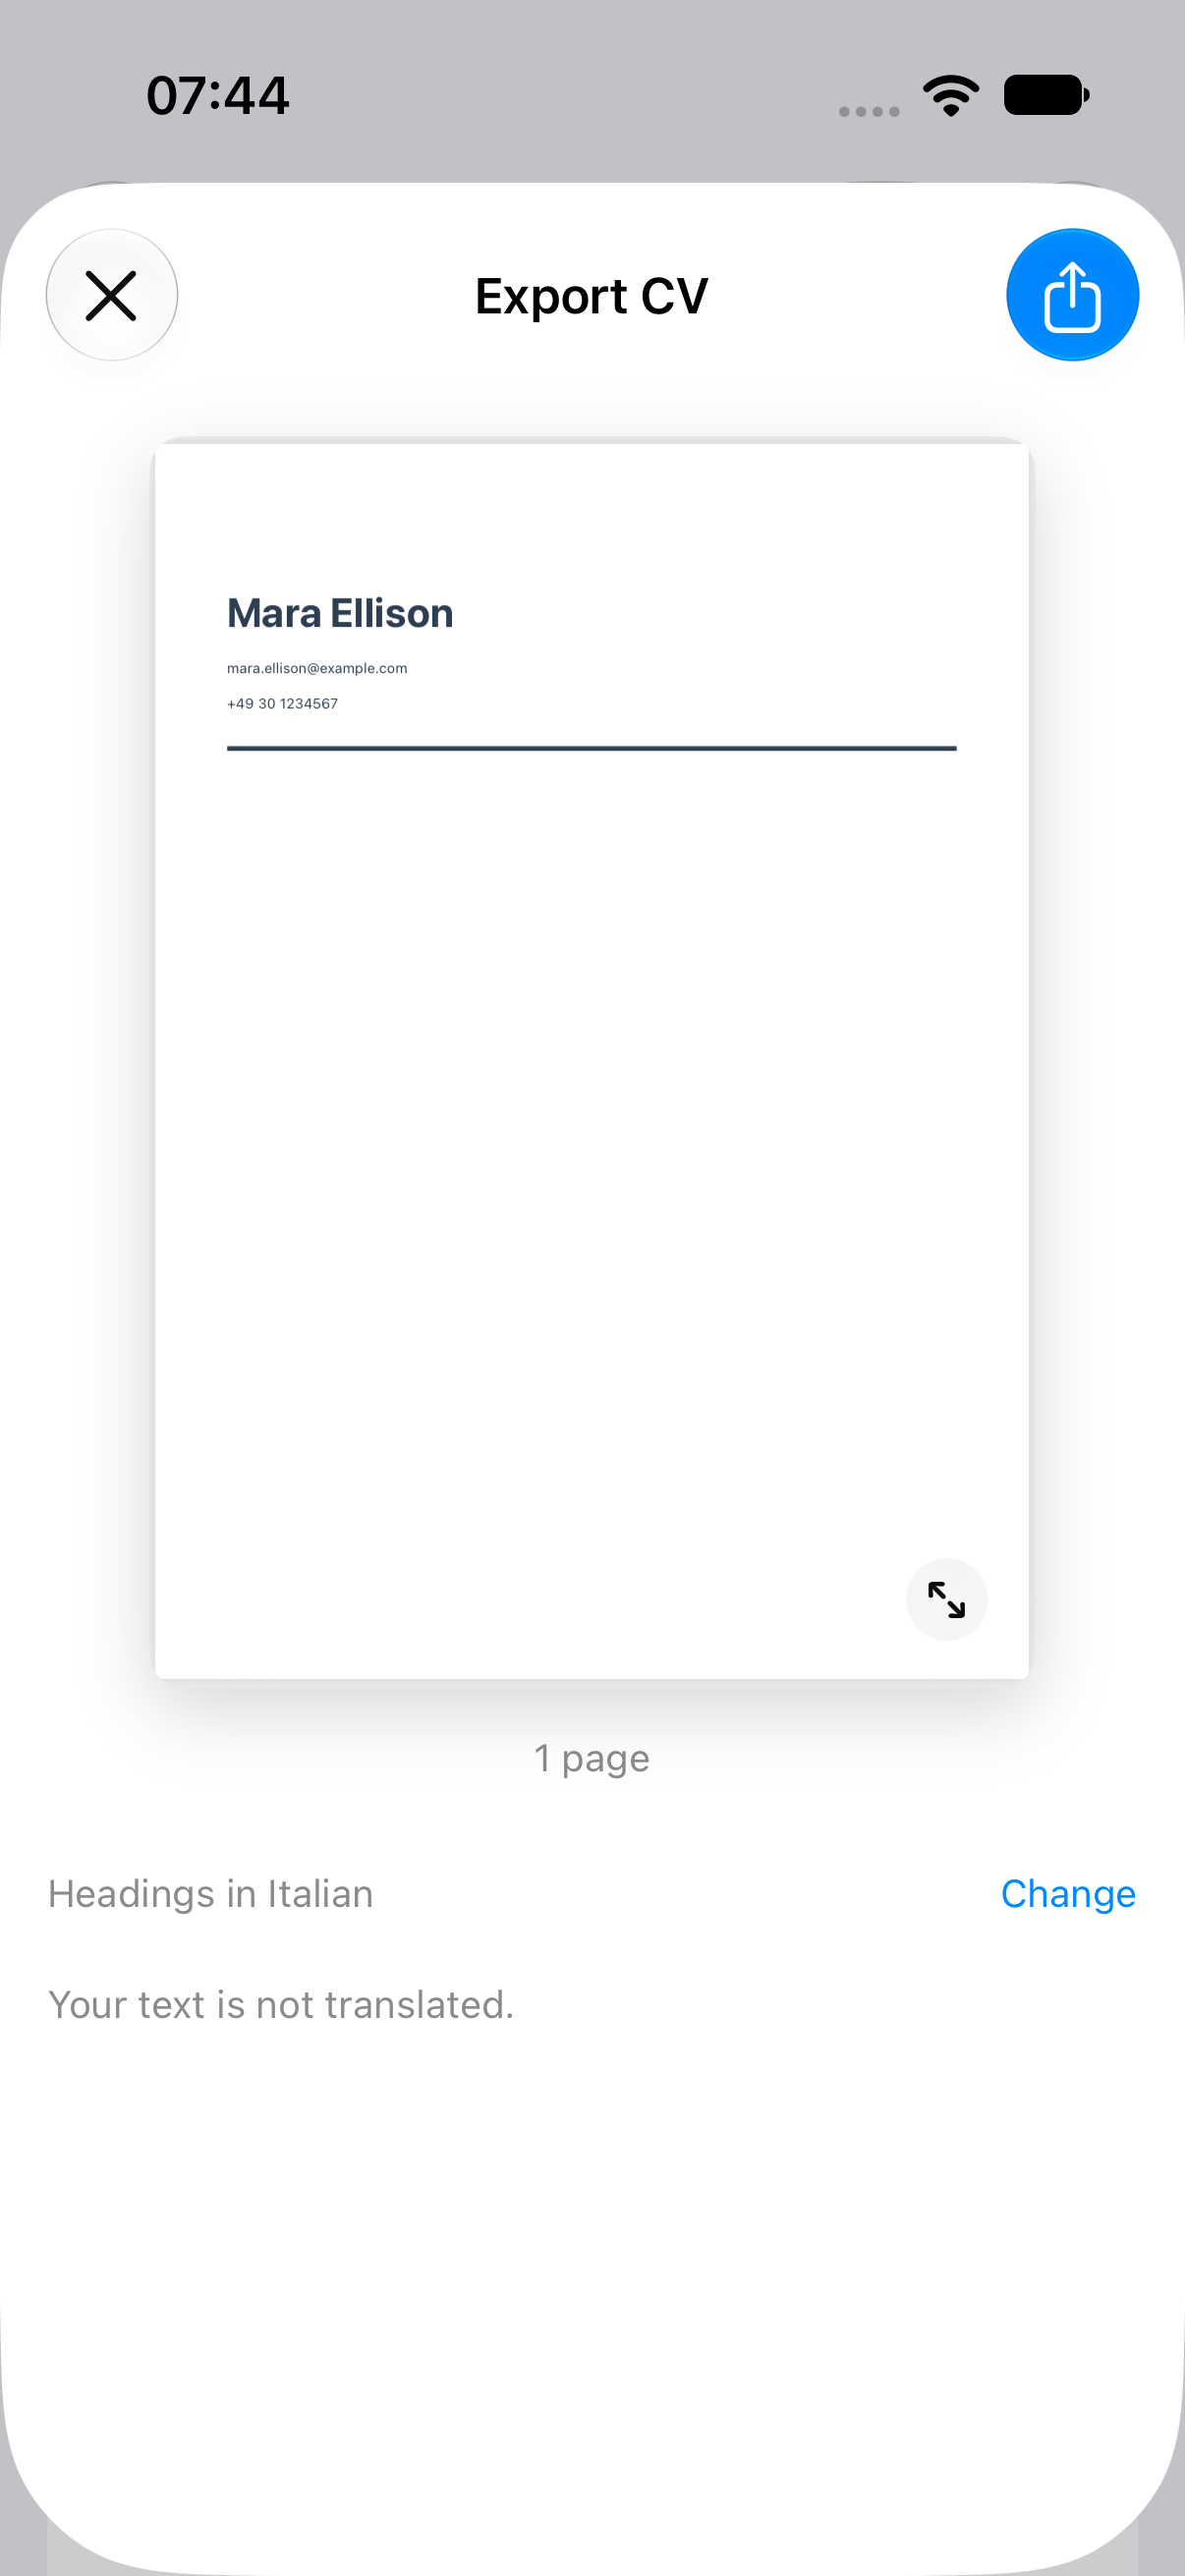 07:44
Export CV
Mara Ellison
mara.ellison@example.com
+49 30 1234567
1 page
Headings in Italian
Change
Your text is not translated.